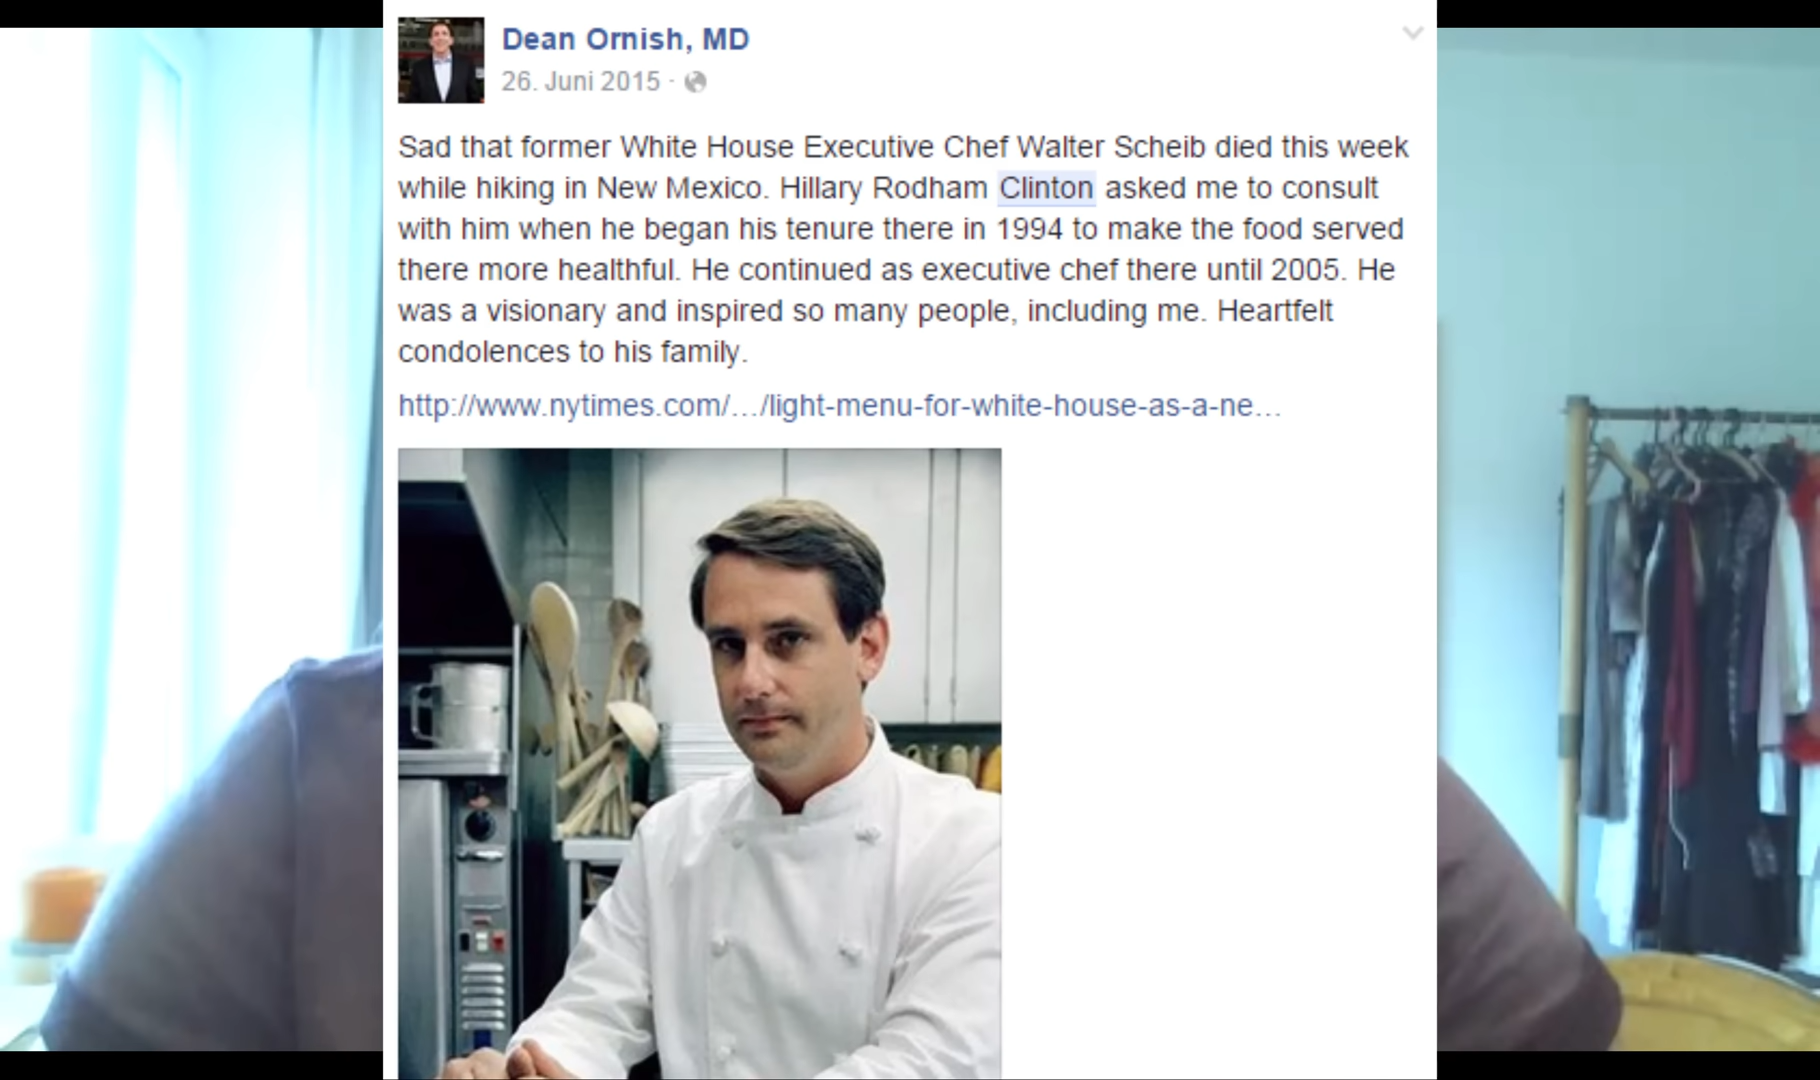 Dean Ornish, MD
26. Juni 2015 ·
Sad that former White House Executive Chef Walter Scheib died this week
while hiking in New Mexico. Hillary Rodham Clinton asked me to consult
with him when he began his tenure there in 1994 to make the food served
there more healthful. He continued as executive chef there until 2005. He
was a visionary and inspired so many people, including me. Heartfelt
condolences to his family.
http://www.nytimes.com/…/light-menu-for-white-house-as-a-ne…